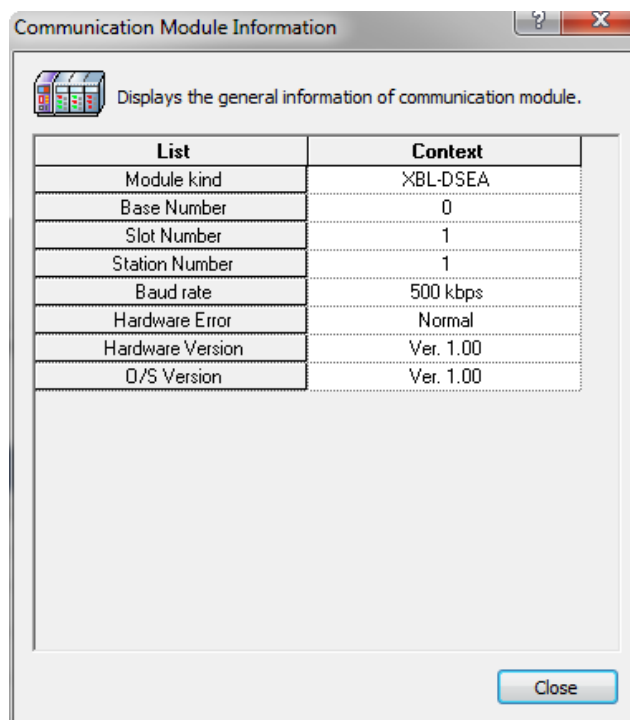 Communication Module Information
?
X
Displays the general information of communication module.
List Context
Module kind XBL-DSEA
Base Number 0
Slot Number 1
Station Number 1
Baud rate 500 kbps
Hardware Error Normal
Hardware Version Ver. 1.00
O/S Version Ver. 1.00
Close